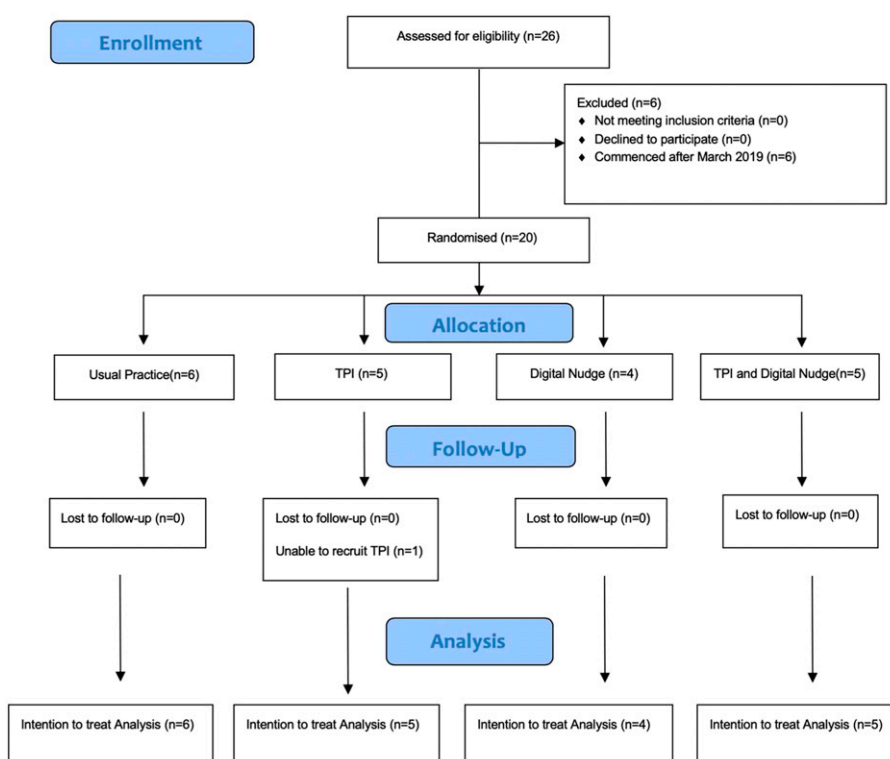 Enrollment
Assessed for eligibility (n=26)
Excluded (n=6)
♦ Not meeting inclusion criteria (n=0)
♦ Declined to participate (n=0)
♦ Commenced after March 2019 (n=6)
Randomised (n=20)
Allocation
Usual Practice(n=6)
TPI (n=5)
Digital Nudge (n=4)
TPI and Digital Nudge(n=5)
Follow-Up
Lost to follow-up (n=0)
Lost to follow-up (n=0)
Unable to recruit TPI (n=1)
Lost to follow-up (n=0)
Lost to follow-up (n=0)
Analysis
Intention to treat Analysis (n=6)
Intention to treat Analysis (n=5)
Intention to treat Analysis (n=4)
Intention to treat Analysis (n=5)